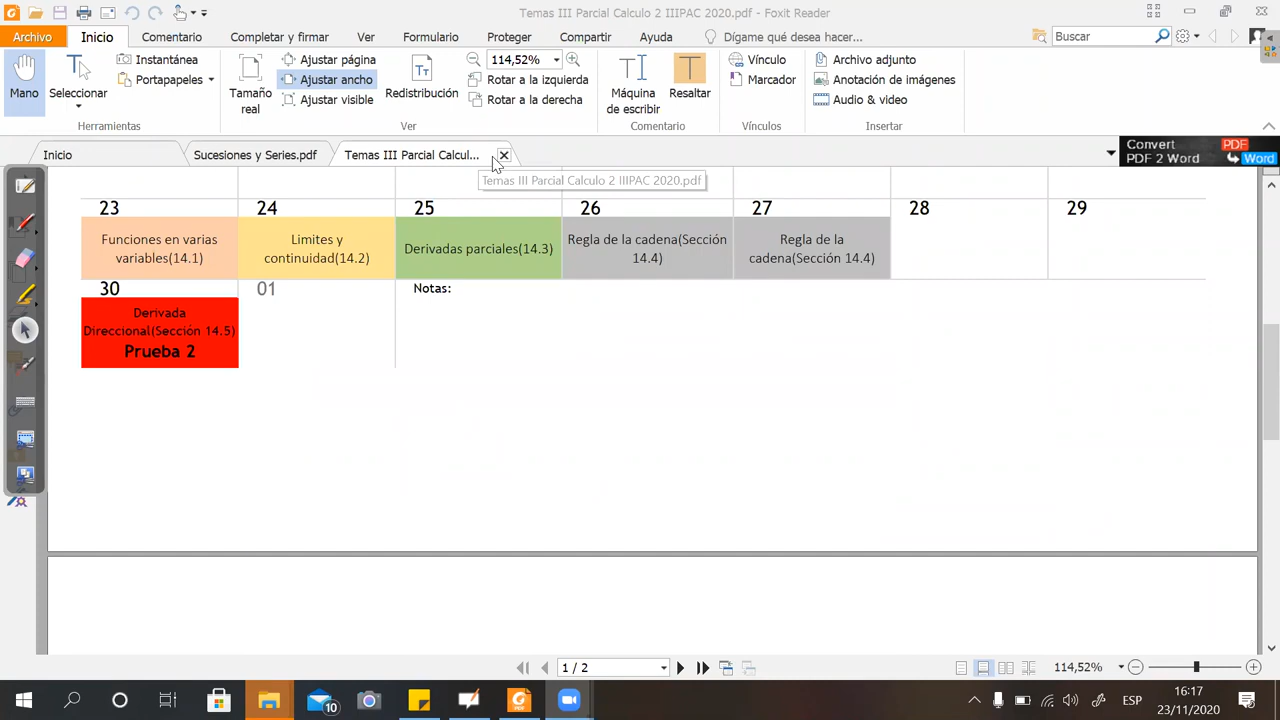 Temas III Parcial Calculo 2 IIIPAC 2020.pdf - Foxit Reader
Archivo Inicio Comentario Completar y firmar Ver Formulario Proteger Compartir Ayuda Dígame qué desea hacer... Buscar
Mano
Seleccionar
Instantánea
Portapapeles
Herramientas
Tamaño
real
Ajustar página
Ajustar ancho
Ajustar visible
Redistribución
114,52%
Rotar a la izquierda
Rotar a la derecha
Ver
Máquina
de escribir
Resaltar
Comentario
Vínculo
Marcador
Vínculos
Archivo adjunto
Anotación de imágenes
Audio & video
Insertar
Inicio Sucesiones y Series.pdf Temas III Parcial Calcul...
Convert PDF
PDF 2 Word Word
Temas III Parcial Calculo 2 IIIPAC 2020.pdf
23 24 25 26 27 28 29
Funciones en varias
variables(14.1)
Limites y
continuidad(14.2)
Derivadas parciales(14.3)
Regla de la cadena(Sección
14.4)
Regla de la
cadena(Sección 14.4)
30 01 Notas:
Derivada
Direccional(Sección 14.5)
Prueba 2
1 / 2
114,52%
10
PDF
ESP
16:17
23/11/2020